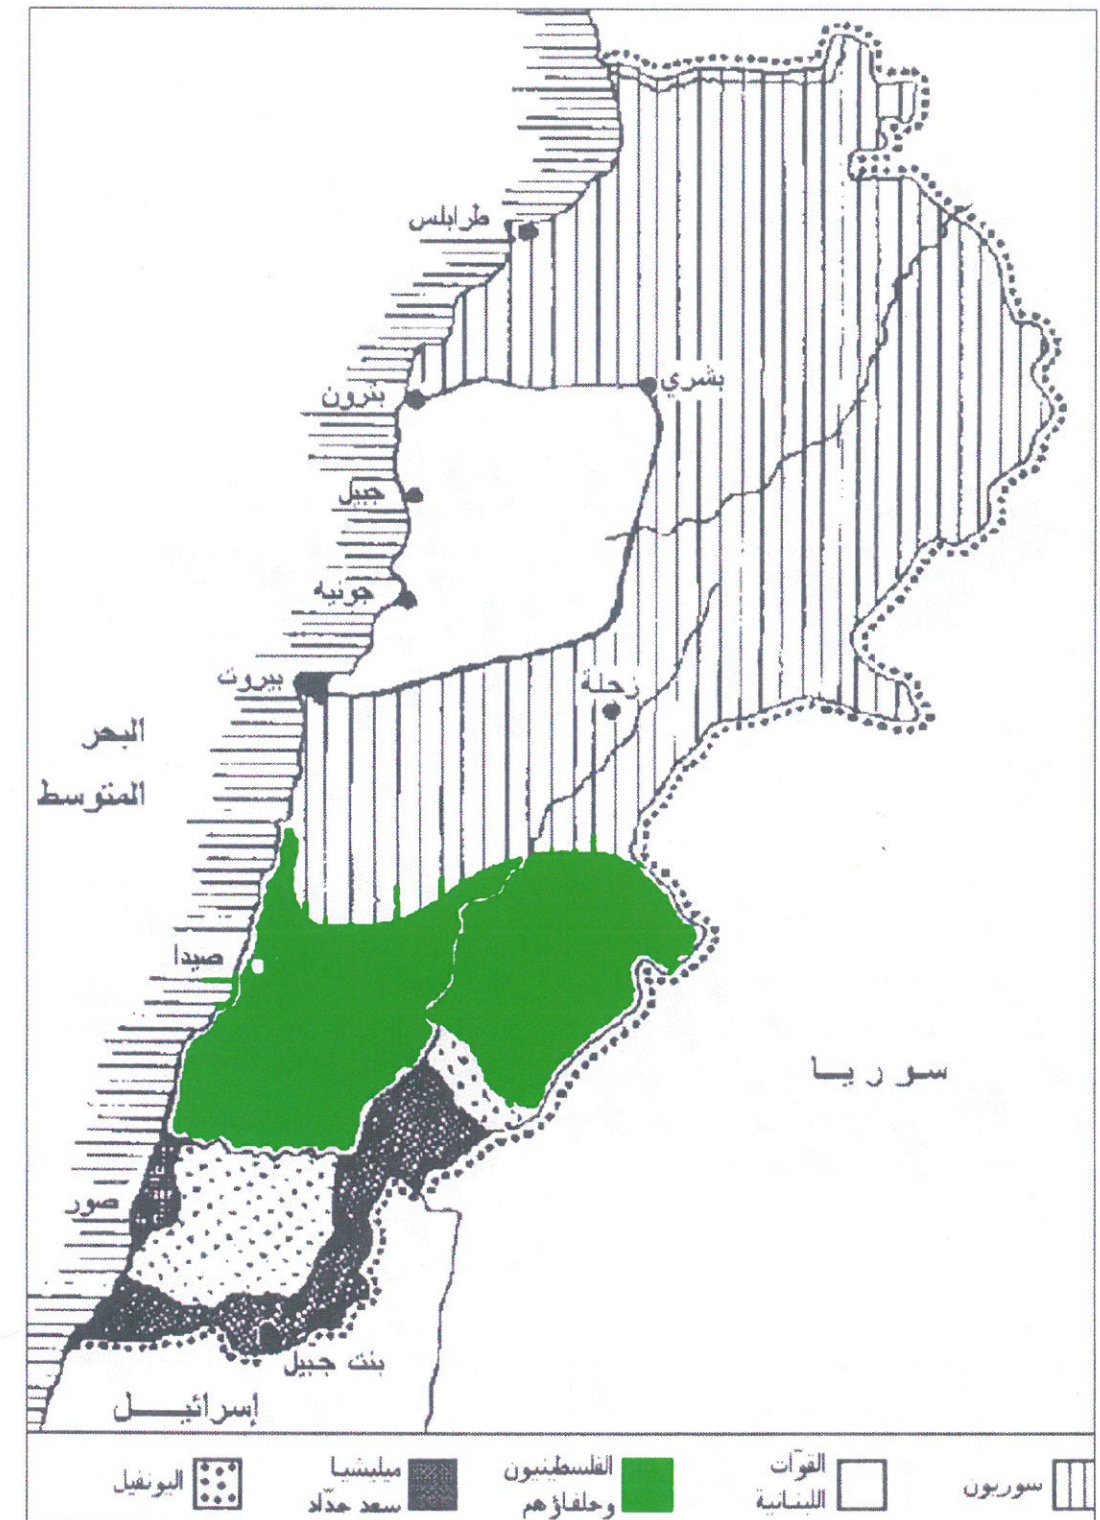 طرابلس
بشري
بترون
جبيل
جونيه
بيروت
زحلة
البحر
المتوسط
صيدا
سوريا
صور
بنت جبيل
إسرائيل
سوريون
القوّات
اللبنانية
الفلسطينيون
وحلفاؤهم
ميليشيا
سعد حدّاد
اليونفيل